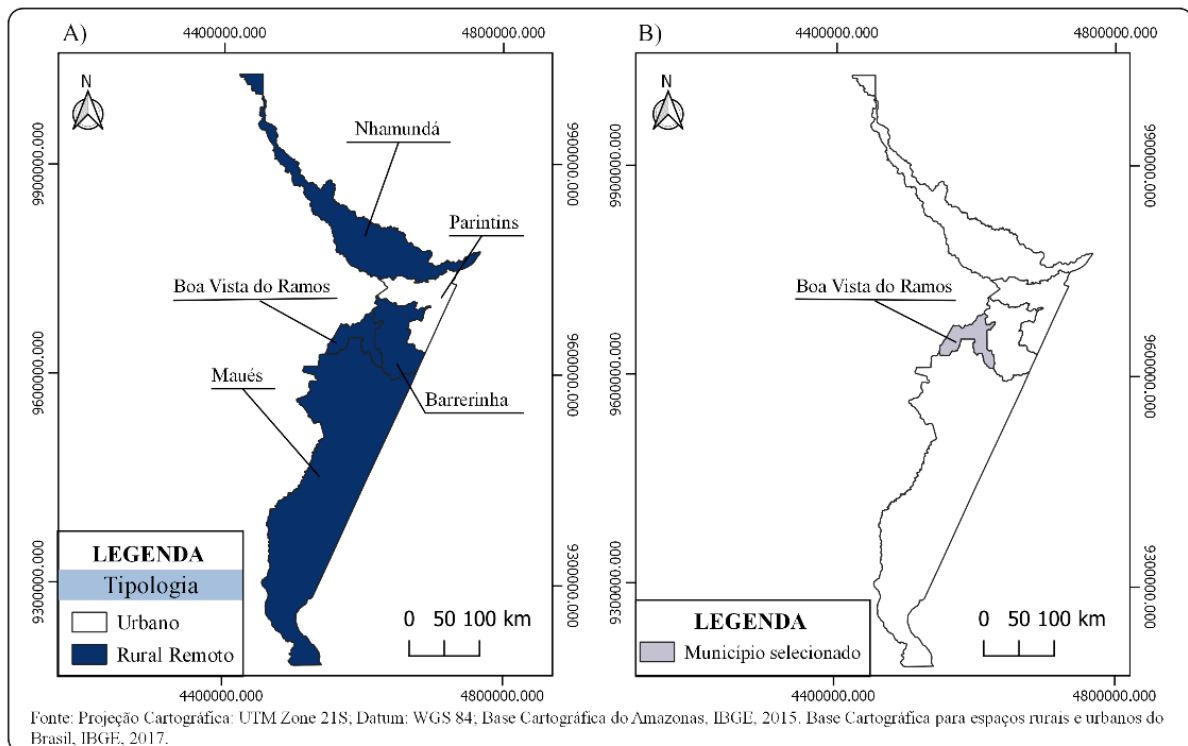 A)
4400000.000
4800000.000
N
9900000.000
9600000.000
9300000.000
Nhamundá
Parintins
Boa Vista do Ramos
Maués
Barrerinha
LEGENDA
Tipologia
Urbano
Rural Remoto
0 50 100 km
9900000.000
9600000.000
9300000.000
4400000.000
4800000.000
B)
4400000.000
4800000.000
N
9900000.000
9600000.000
9300000.000
Boa Vista do Ramos
LEGENDA
Município selecionado
0 50 100 km
9900000.000
9600000.000
9300000.000
4400000.000
4800000.000
Fonte: Projeção Cartográfica: UTM Zone 21S; Datum: WGS 84; Base Cartográfica do Amazonas, IBGE, 2015. Base Cartográfica para espaços rurais e urbanos do
Brasil, IBGE, 2017.